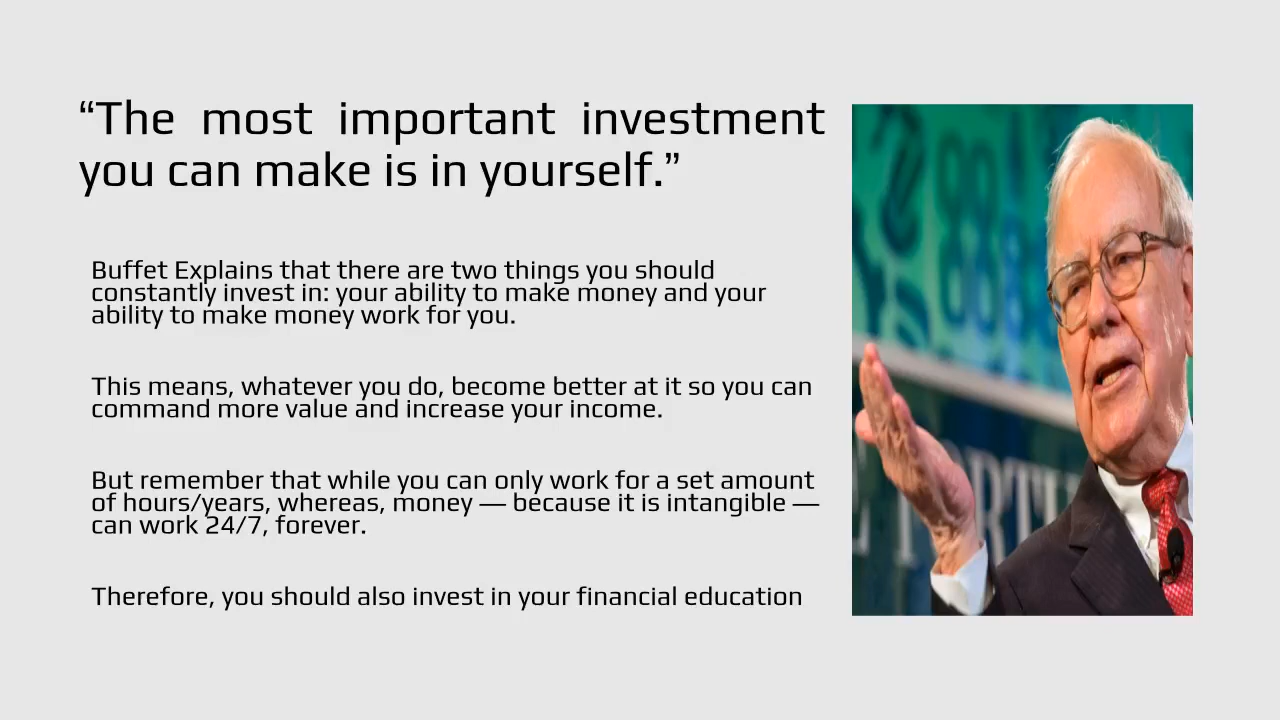 “The most important investment
you can make is in yourself.”
Buffet Explains that there are two things you should
constantly invest in: your ability to make money and your
ability to make money work for you.
This means, whatever you do, become better at it so you can
command more value and increase your income.
But remember that while you can only work for a set amount
of hours/years, whereas, money — because it is intangible —
can work 24/7, forever.
Therefore, you should also invest in your financial education